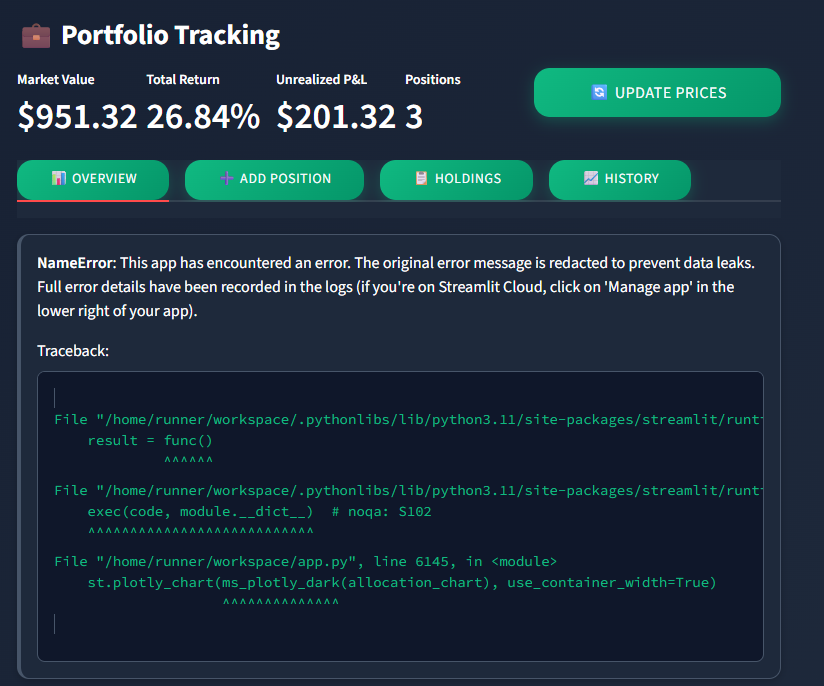 Portfolio Tracking
Market Value Total Return Unrealized P&L Positions
$951.32 26.84% $201.32 3
UPDATE PRICES
OVERVIEW ADD POSITION HOLDINGS HISTORY
NameError: This app has encountered an error. The original error message is redacted to prevent data leaks.
Full error details have been recorded in the logs (if you're on Streamlit Cloud, click on 'Manage app' in the
lower right of your app).
Traceback:
File "/home/runner/workspace/.pythonlibs/lib/python3.11/site-packages/streamlit/runt
result = func()
^^^^^^
File "/home/runner/workspace/.pythonlibs/lib/python3.11/site-packages/streamlit/runt
exec(code, module.__dict__)  # noqa: S102
^^^^^^^^^^^^^^^^^^^^^^^^^^^
File "/home/runner/workspace/app.py", line 6145, in <module>
st.plotly_chart(ms_plotly_dark(allocation_chart), use_container_width=True)
^^^^^^^^^^^^^^